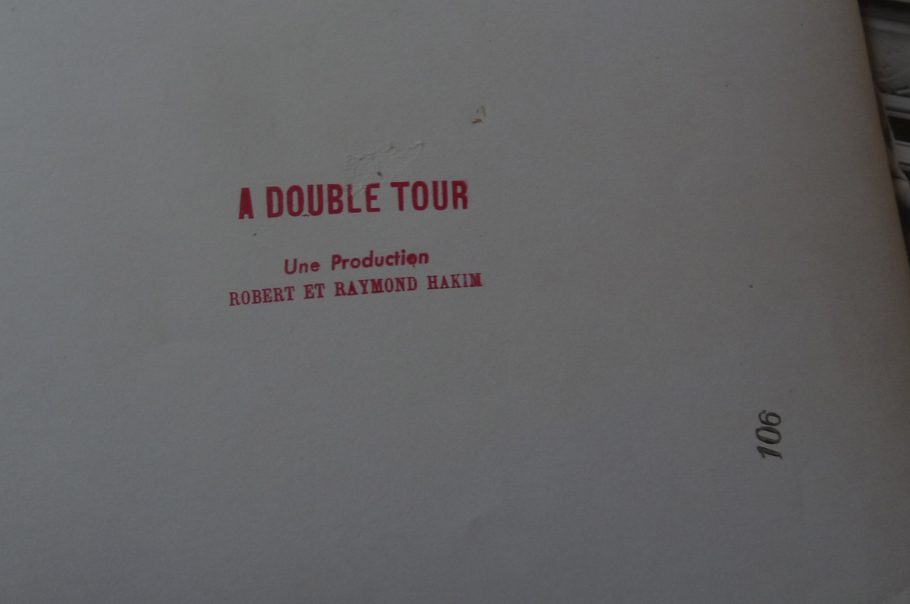 A DOUBLE TOUR
Une Production
ROBERT ET RAYMOND HAKIM
106